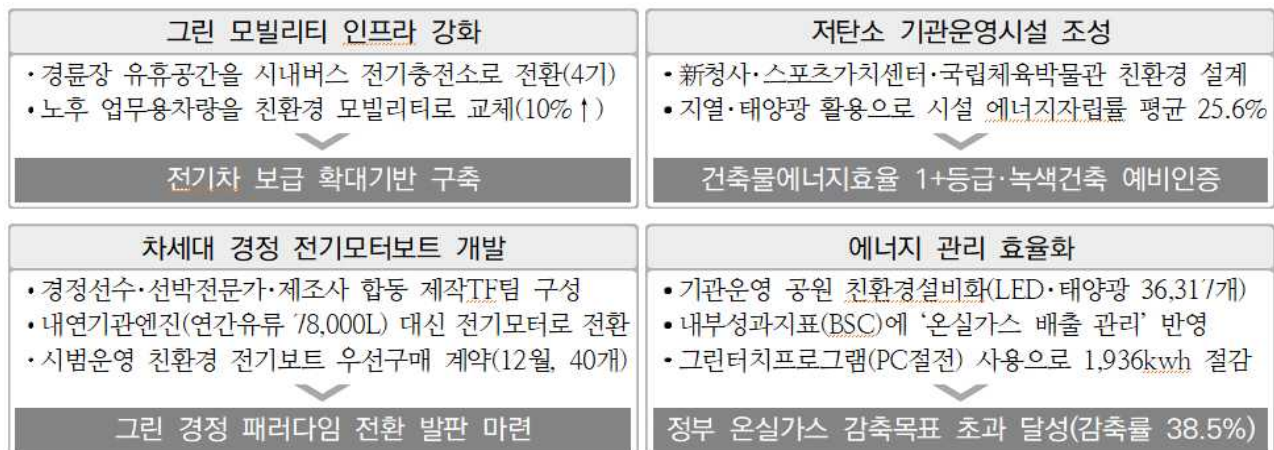 그린 모빌리티 인프라 강화
• 경륜장 유휴공간을 시내버스 전기충전소로 전환(4기)
• 노후 업무용차량을 친환경 모빌리티로 교체(10%↑)
전기차 보급 확대기반 구축
저탄소 기관운영시설 조성
• 新청사·스포츠가치센터·국립체육박물관 친환경 설계
• 지열·태양광 활용으로 시설 에너지자립률 평균 25.6%
건축물에너지효율 1+등급·녹색건축 예비인증
차세대 경정 전기모터보트 개발
• 경정선수·선박전문가·제조사 합동 제작TF팀 구성
• 내연기관엔진(연간유류 78,000L) 대신 전기모터로 전환
• 시범운영 친환경 전기보트 우선구매 계약(12월, 40개)
그린 경정 패러다임 전환 발판 마련
에너지 관리 효율화
• 기관운영 공원 친환경설비화(LED·태양광 36,317개)
• 내부성과지표(BSC)에 ‘온실가스 배출 관리’ 반영
• 그린터치프로그램(PC절전) 사용으로 1,936kwh 절감
정부 온실가스 감축목표 초과 달성(감축률 38.5%)